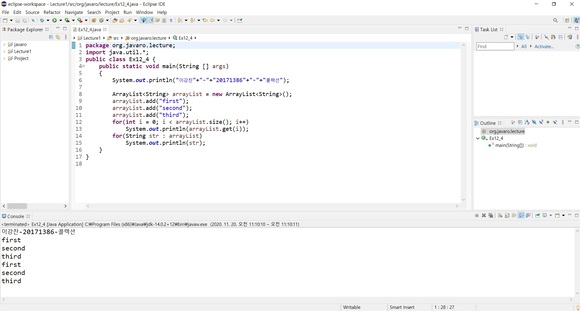 eclipse-workspace - Lecture1/src/org/javaro/lecture/Ex12_4.java - Eclipse IDE
File Edit Source Refactor Navigate Search Project Run Window Help
Package Explorer
javaro
Lecture1
Project
Ex12_4.java
Lecture1 src org.javaro.lecture Ex12_4
1 package org.javaro.lecture;
2 import java.util.*;
3 public class Ex12_4 {
4 public static void main(String [] args)
5 {
6 System.out.println("이강찬"+"-"+"20171386"+"-"+"콜렉션");
7
8 ArrayList<String> arrayList = new ArrayList<String>();
9 arrayList.add("first");
10 arrayList.add("second");
11 arrayList.add("third");
12 for(int i = 0; i < arrayList.size(); i++)
13 System.out.println(arrayList.get(i));
14 for(String str : arrayList)
15 System.out.println(str);
16 }
17 }
18
Task List
Find
All
Activate...
Outline
org.javaro.lecture
Ex12_4
main(String[]) : void
Console
<terminated> Ex12_4 [Java Application] C:₩Program Files (x86)₩Java₩jdk-14.0.2+12₩bin₩javaw.exe (2020. 11. 20. 오전 11:10:10 – 오전 11:10:11)
이강찬-20171386-콜렉션
first
second
third
first
second
third
Writable
Smart Insert
1 : 28 : 27